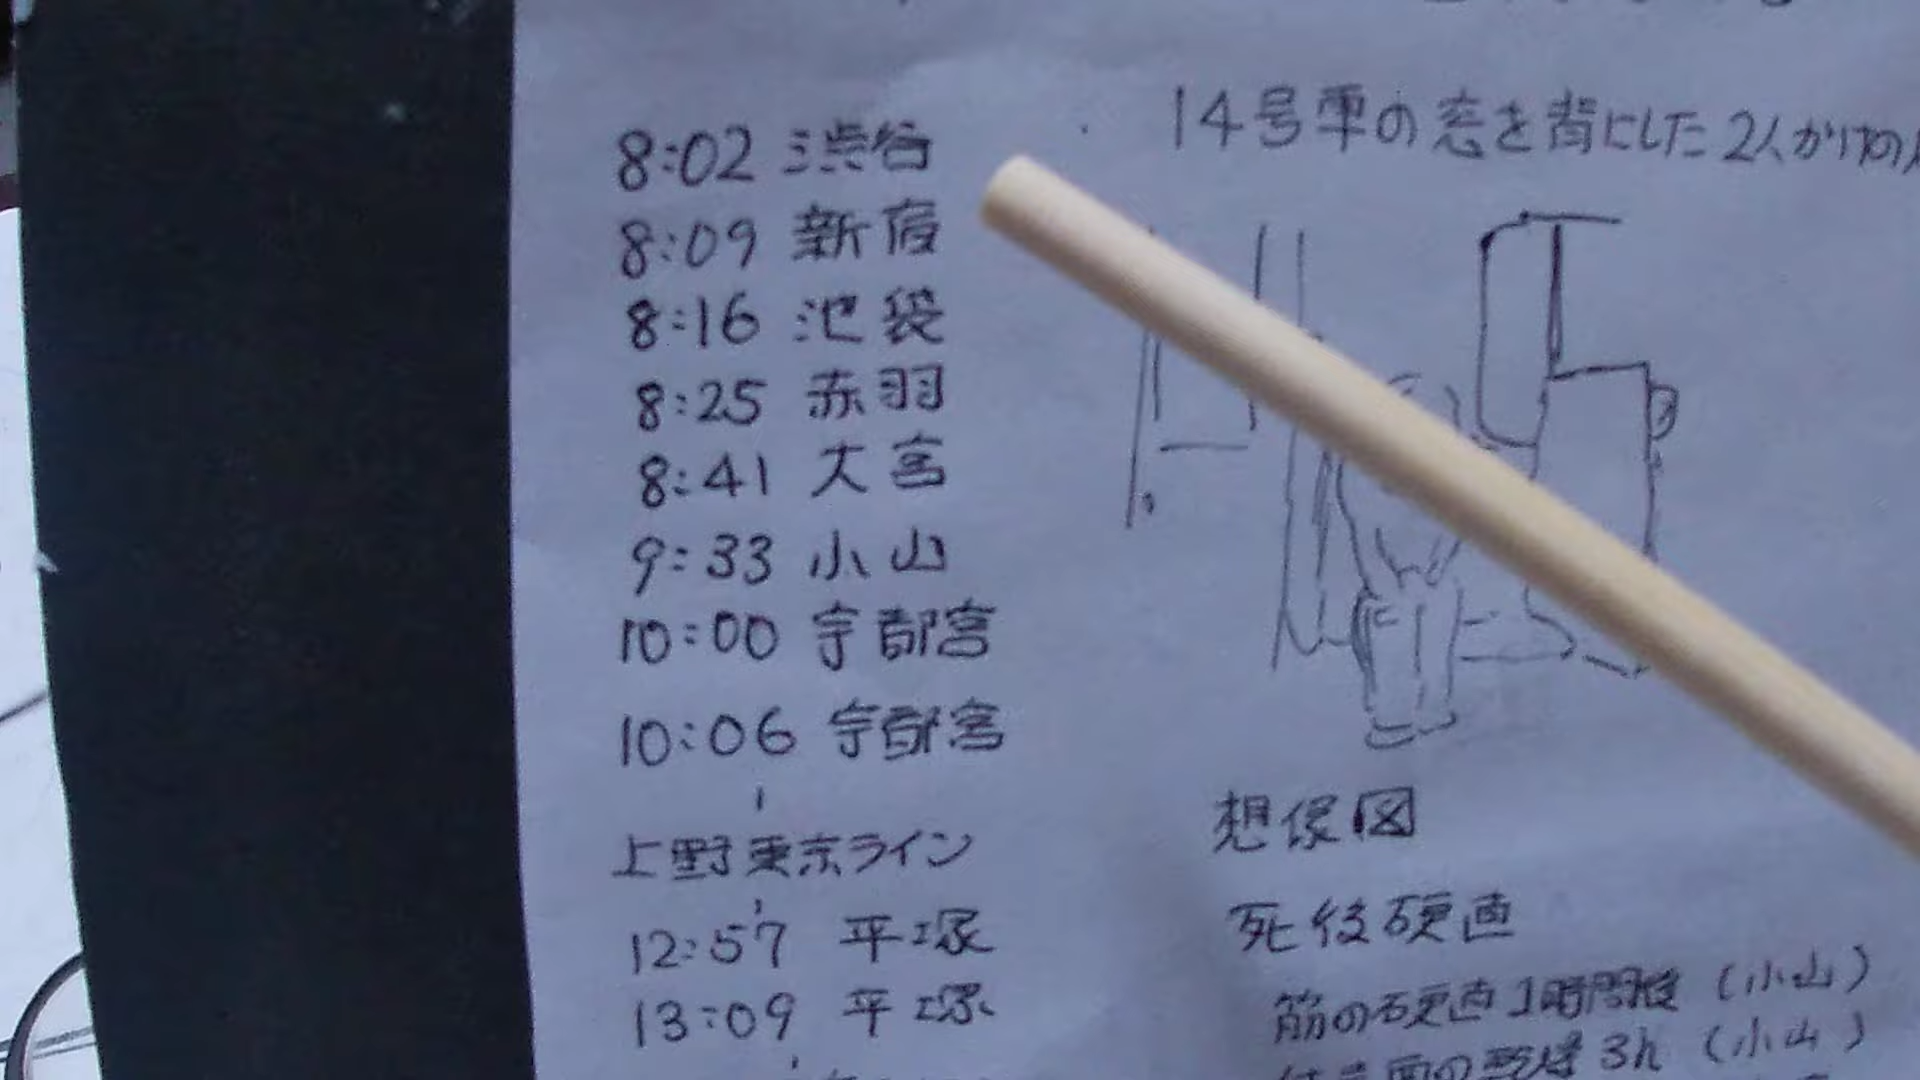 8:02 渋谷
8:09 新宿
8:16 池袋
8:25 赤羽
8:41 大宮
9:33 小山
10:00 宇都宮
10:06 宇都宮
上野東京ライン
12:57 平塚
13:09 平塚
14号車の窓を背にした2人がけの
想像図
死後硬直
筋の硬直1時間後(小山)
3h (小山)